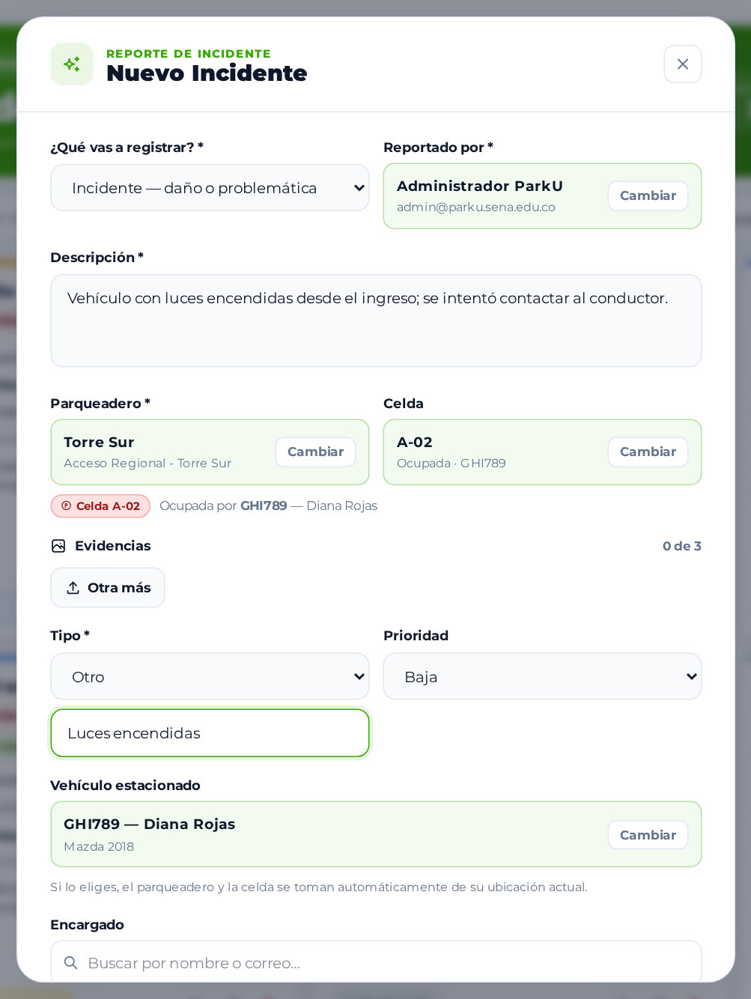 REPORTE DE INCIDENTE
Nuevo Incidente
¿Qué vas a registrar? *
Incidente — daño o problemática
Reportado por *
Administrador ParkU
admin@parku.sena.edu.co
Cambiar
Descripción *
Vehículo con luces encendidas desde el ingreso; se intentó contactar al conductor.
Parqueadero *
Torre Sur
Acceso Regional - Torre Sur
Cambiar
Celda
A-02
Ocupada · GHI789
Cambiar
Celda A-02
Ocupada por GHI789 — Diana Rojas
Evidencias
0 de 3
Otra más
Tipo *
Otro
Luces encendidas
Prioridad
Baja
Vehículo estacionado
GHI789 — Diana Rojas
Mazda 2018
Cambiar
Si lo eliges, el parqueadero y la celda se toman automáticamente de su ubicación actual.
Encargado
Buscar por nombre o correo...